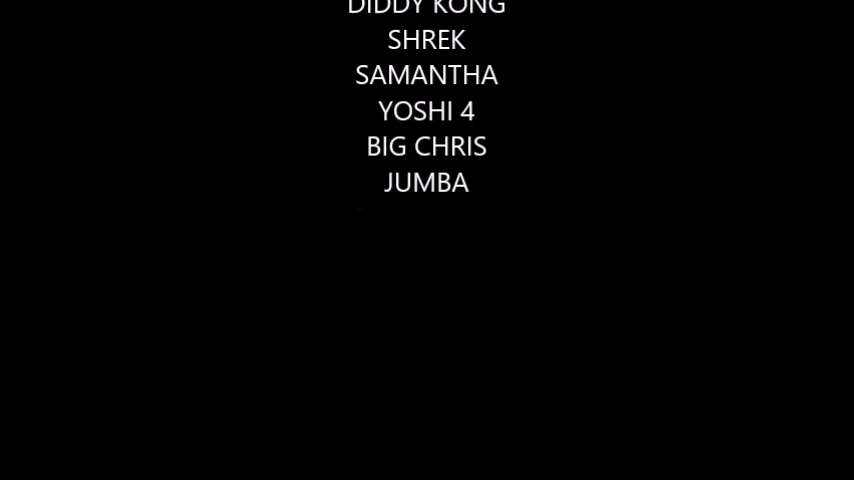 DIDDY KONG
SHREK
SAMANTHA
YOSHI 4
BIG CHRIS
JUMBA